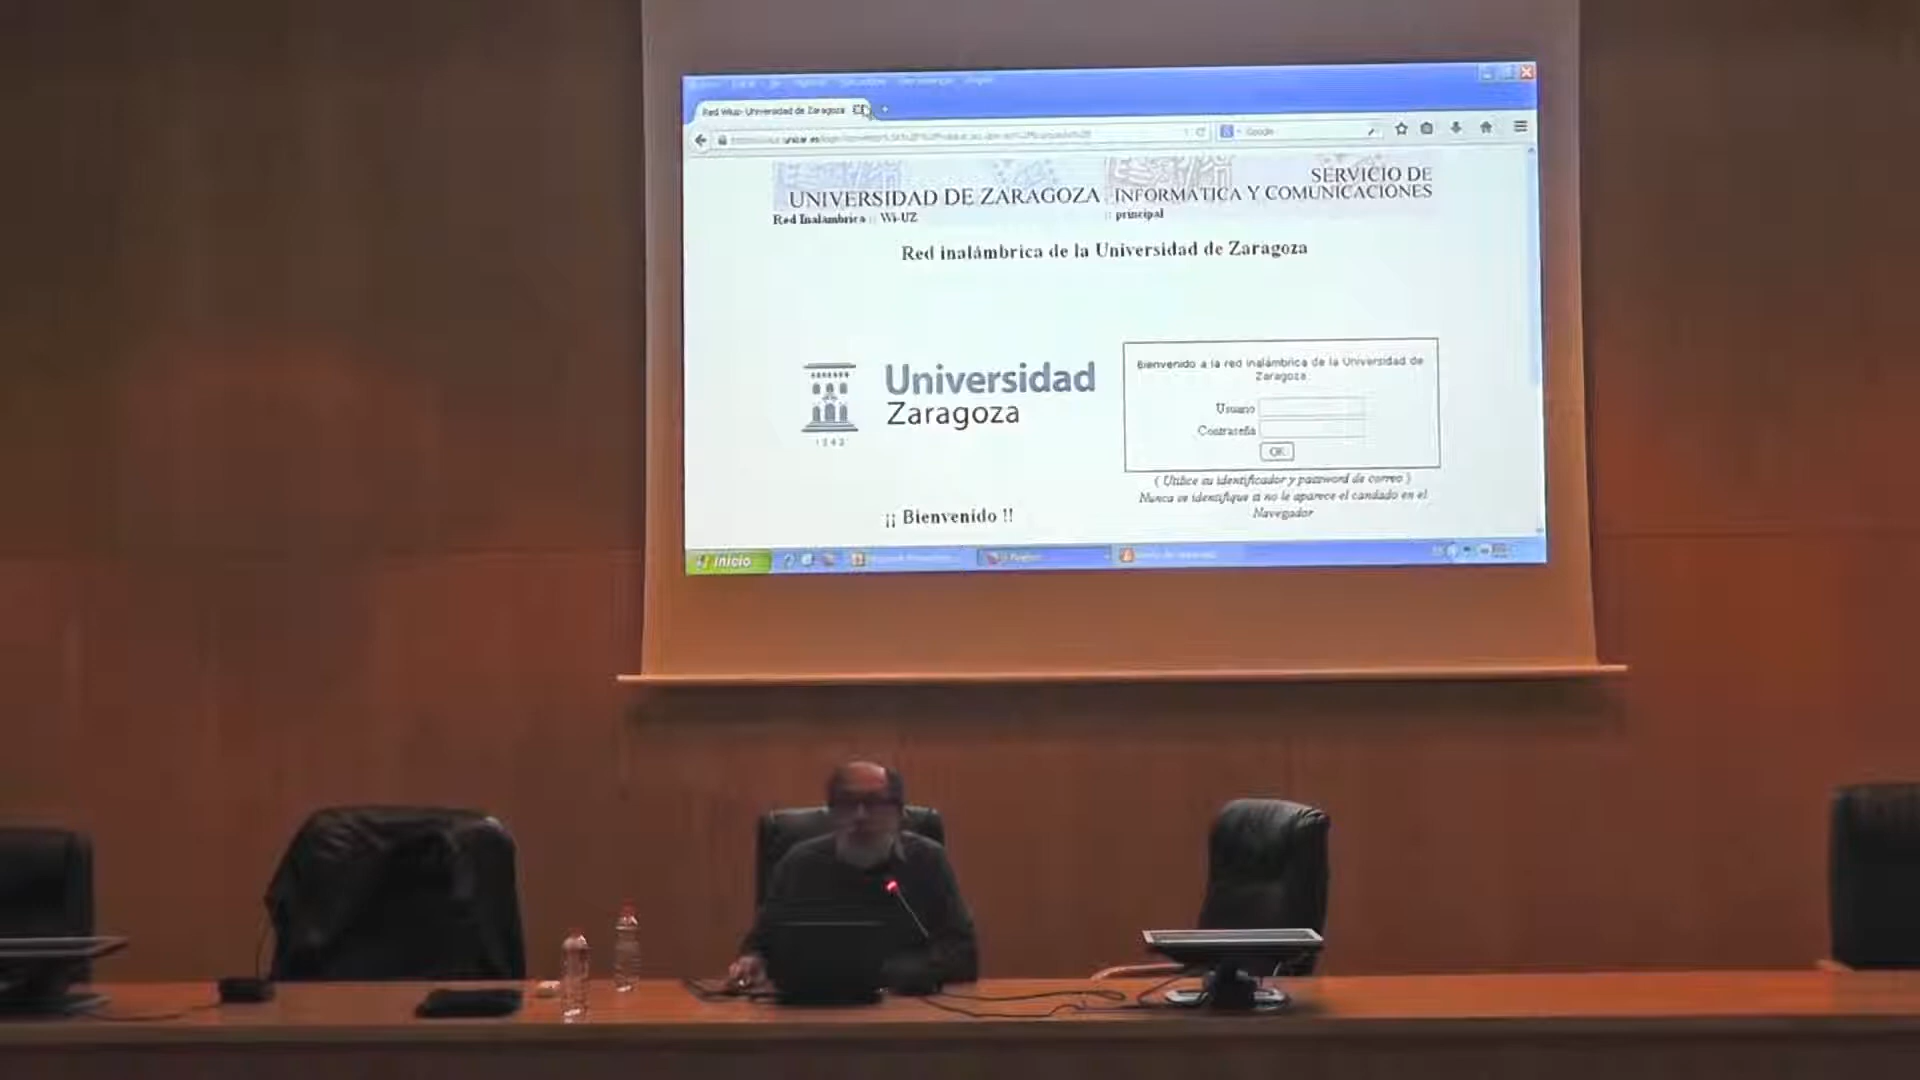 Red Wiuz- Universidad de Zaragoza
Google
UNIVERSIDAD DE ZARAGOZA
SERVICIO DE
INFORMATICA Y COMUNICACIONES
Red Inalámbrica :: Wi-UZ
:: principal
Red inalámbrica de la Universidad de Zaragoza
Universidad
Zaragoza
1542
Bienvenido a la red inalámbrica de la Universidad de
Zaragoza
Usuario
Contraseña
OK
( Utilice su identificador y password de correo )
Nunca se identifique si no le aparece el candado en el
Navegador
¡¡ Bienvenido !!
Inicio